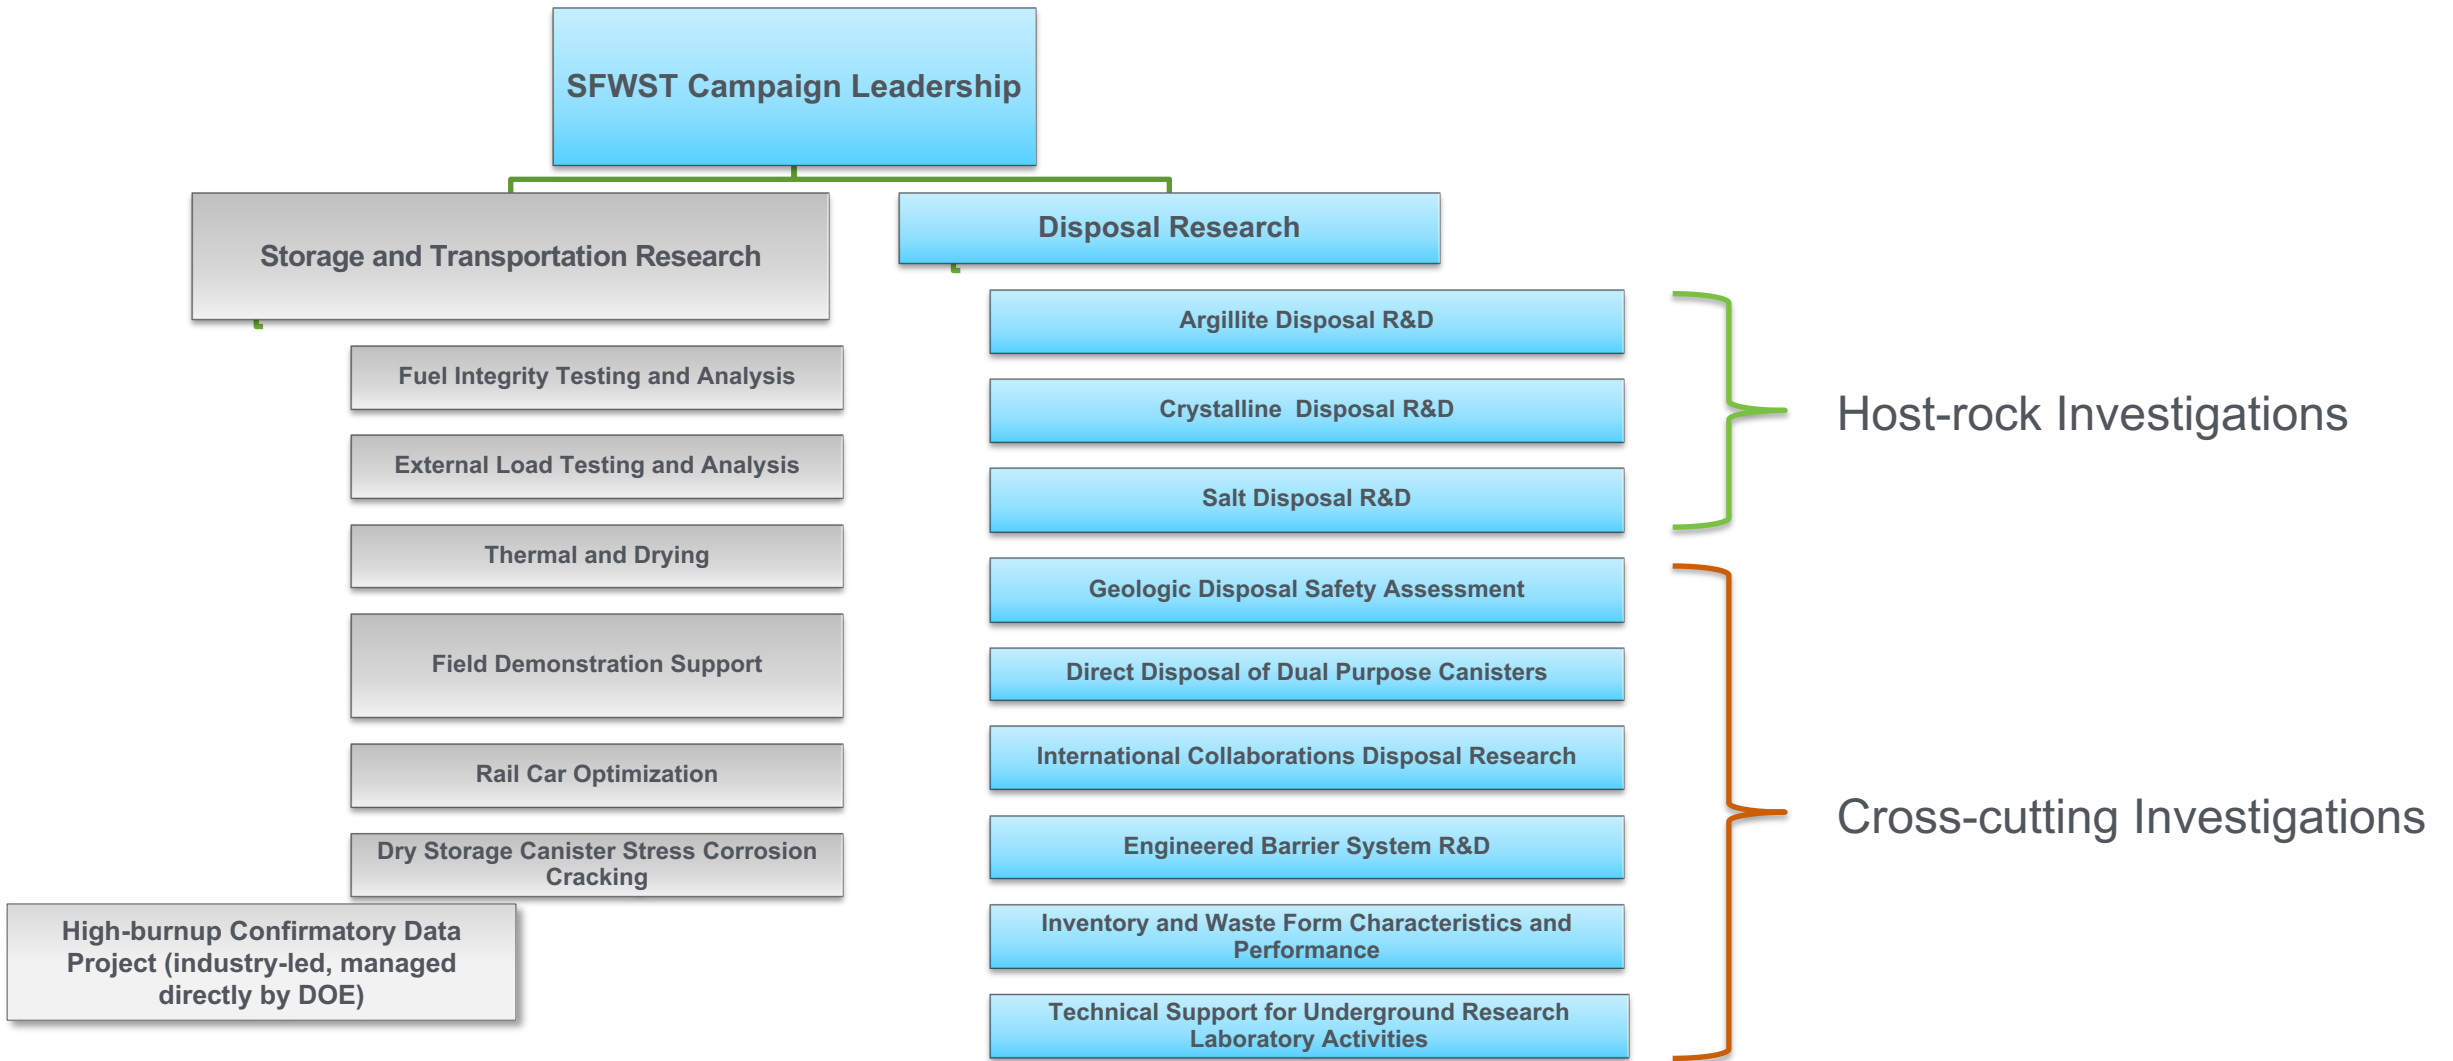 SFWST Campaign Leadership
Storage and Transportation Research
Fuel Integrity Testing and Analysis
External Load Testing and Analysis
Thermal and Drying
Field Demonstration Support
Rail Car Optimization
Dry Storage Canister Stress Corrosion
Cracking
High-burnup Confirmatory Data
Project (industry-led, managed
directly by DOE)
Disposal Research
Argillite Disposal R&D
Crystalline  Disposal R&D
Salt Disposal R&D
Geologic Disposal Safety Assessment
Direct Disposal of Dual Purpose Canisters
International Collaborations Disposal Research
Engineered Barrier System R&D
Inventory and Waste Form Characteristics and
Performance
Technical Support for Underground Research
Laboratory Activities
Host-rock Investigations
Cross-cutting Investigations